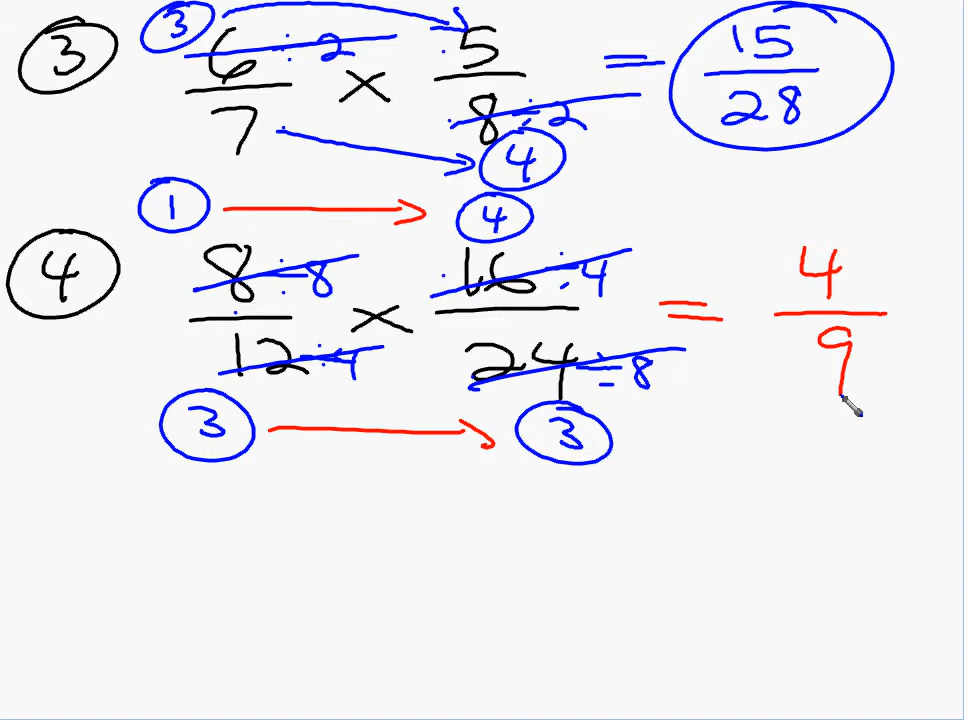 ③ ③ 6 ÷ 2 / 7 × 5 / 8 ÷ 2 ④ = 15 / 28
① ④
④ 8 ÷ 8 / 12 ÷ 4 × 16 ÷ 4 / 24 ÷ 8 = 4 / 9
③ ③